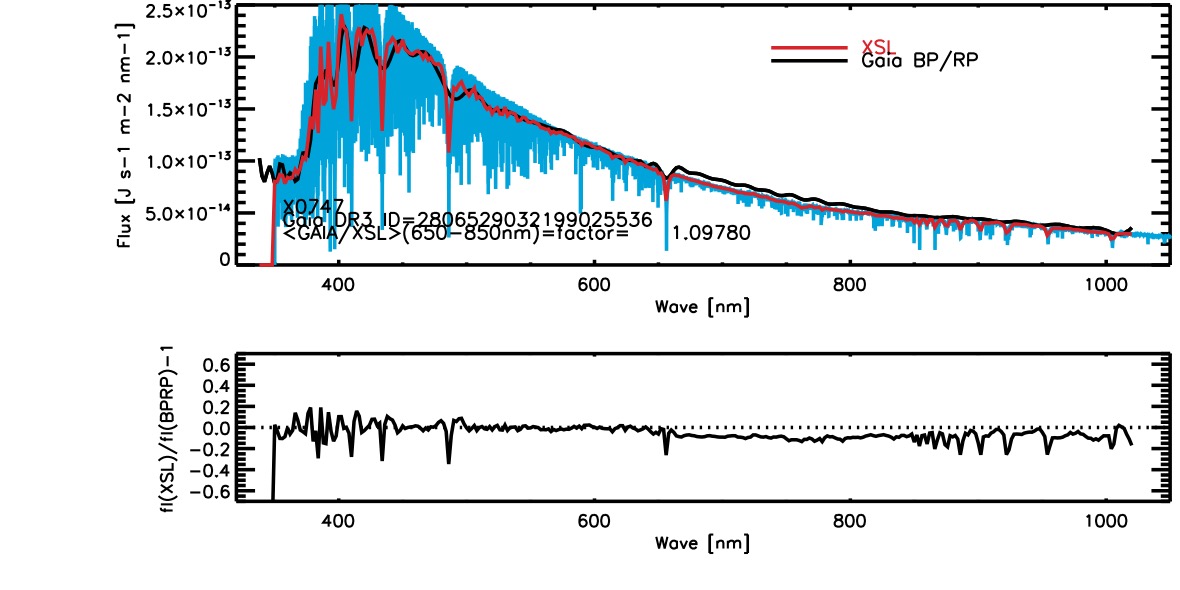 2.5×10⁻¹³
2.0×10⁻¹³
1.5×10⁻¹³
1.0×10⁻¹³
5.0×10⁻¹⁴
0
Flux [J s−1 m−2 nm−1]
XSL
Gaia BP/RP
X0747
Gaia DR3 ID=2806529032199025536
<GAIA/XSL>(650−850nm)=factor= 1.09780
400 600 800 1000
Wave [nm]
0.6
0.4
0.2
0.0
−0.2
−0.4
−0.6
fl(XSL)/fl(BPRP)−1
400 600 800 1000
Wave [nm]